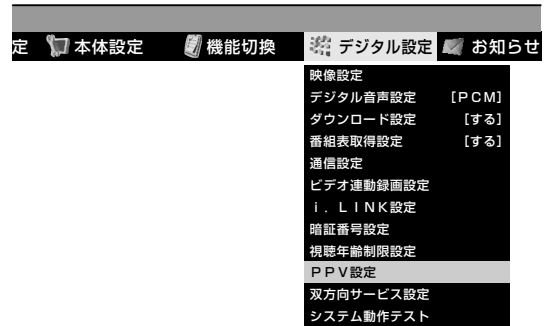 定 本体設定 機能切換 デジタル設定 お知らせ
映像設定
デジタル音声設定 [PCM]
ダウンロード設定 [する]
番組表取得設定 [する]
通信設定
ビデオ連動録画設定
i.LINK設定
暗証番号設定
視聴年齢制限設定
PPV設定
双方向サービス設定
システム動作テスト